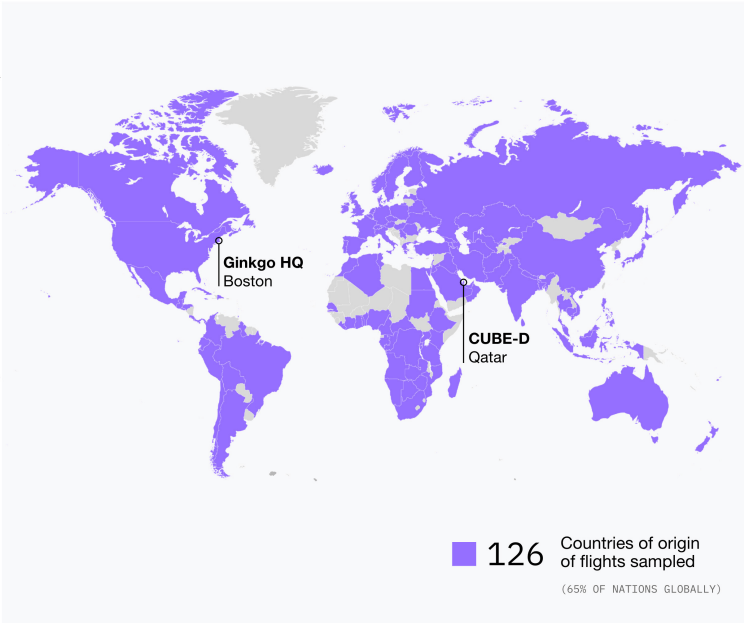 Ginkgo HQ
Boston
CUBE-D
Qatar
126
Countries of origin
of flights sampled
(65% OF NATIONS GLOBALLY)